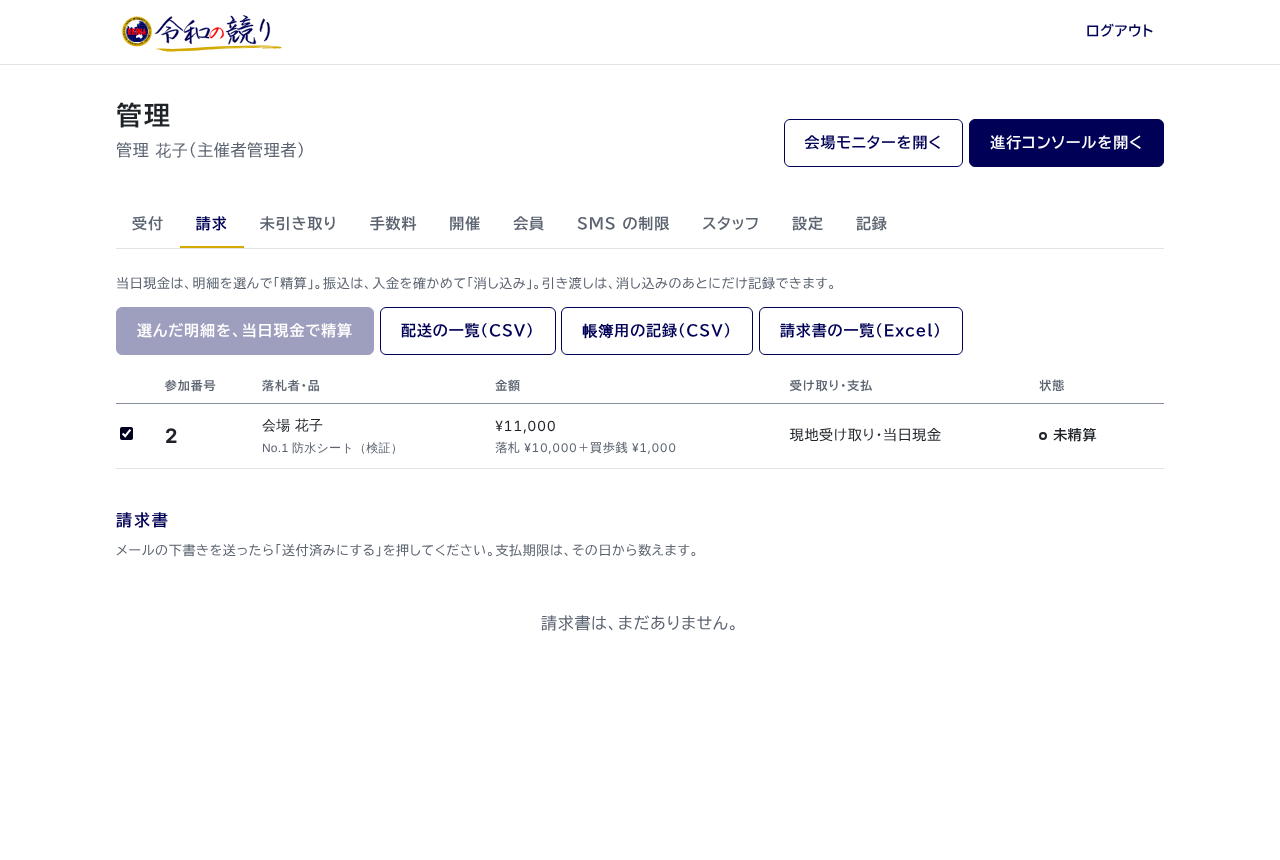 令和の競り
ログアウト
管理
管理 花子(主催者管理者)
会場モニターを開く
進行コンソールを開く
受付 請求 未引き取り 手数料 開催 会員 SMS の制限 スタッフ 設定 記録
当日現金は、明細を選んで「精算」。振込は、入金を確かめて「消し込み」。引き渡しは、消し込みのあとにだけ記録できます。
選んだ明細を、当日現金で精算 配送の一覧(CSV) 帳簿用の記録(CSV) 請求書の一覧(Excel)
参加番号 落札者・品 金額 受け取り・支払 状態
2 会場 花子 ¥11,000 現地受け取り・当日現金 未精算
No.1 防水シート（検証） 落札 ¥10,000＋買歩銭 ¥1,000
請求書
メールの下書きを送ったら「送付済みにする」を押してください。支払期限は、その日から数えます。
請求書は、まだありません。